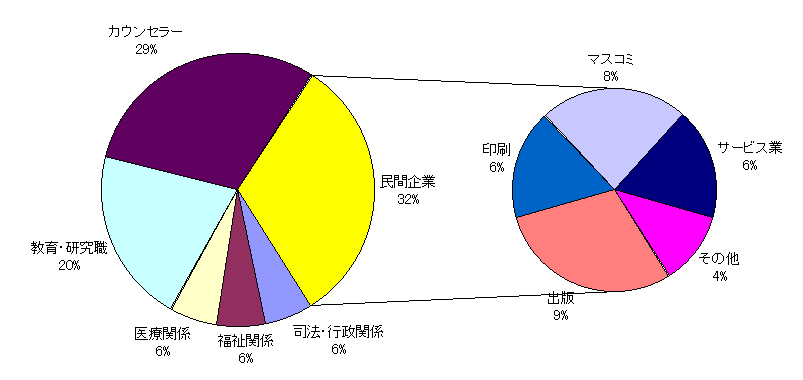 カウンセラー
29%
民間企業
32%
司法・行政関係
6%
福祉関係
6%
医療関係
6%
教育・研究職
20%
マスコミ
8%
サービス業
6%
その他
4%
出版
9%
印刷
6%